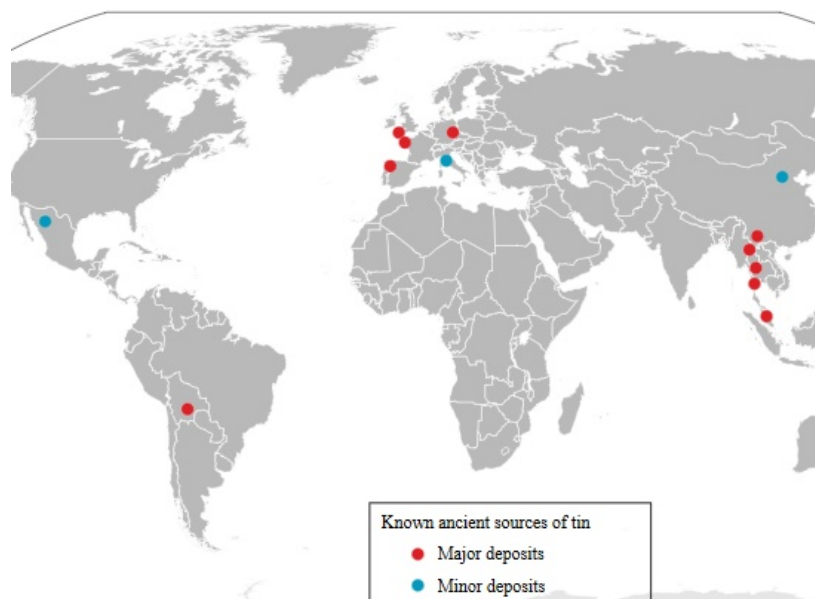 Known ancient sources of tin
Major deposits
Minor deposits